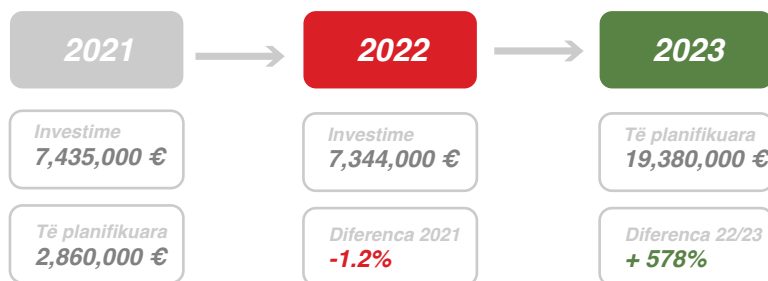 2021
2022
2023
Investime
7,435,000 €
Investime
7,344,000 €
Të planifikuara
19,380,000 €
Të planifikuara
2,860,000 €
Diferenca 2021
-1.2%
Diferenca 22/23
+ 578%